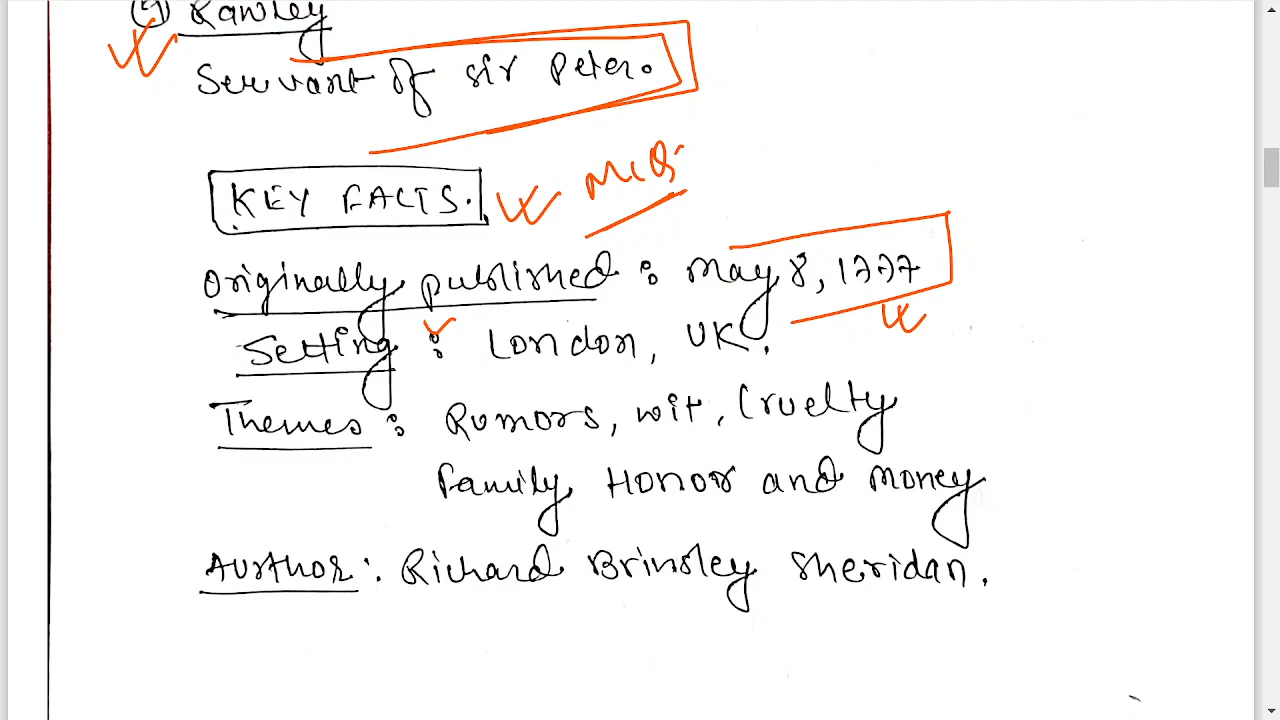 (4) Rawley
Servant of sir Peter.
KEY FACTS.
MCQ
Originally published : May 8, 1777
Setting : London, UK.
Themes : Rumors, wit, Cruelty
Family Honor and Money
Author : Richard Brinsley Sheridan.